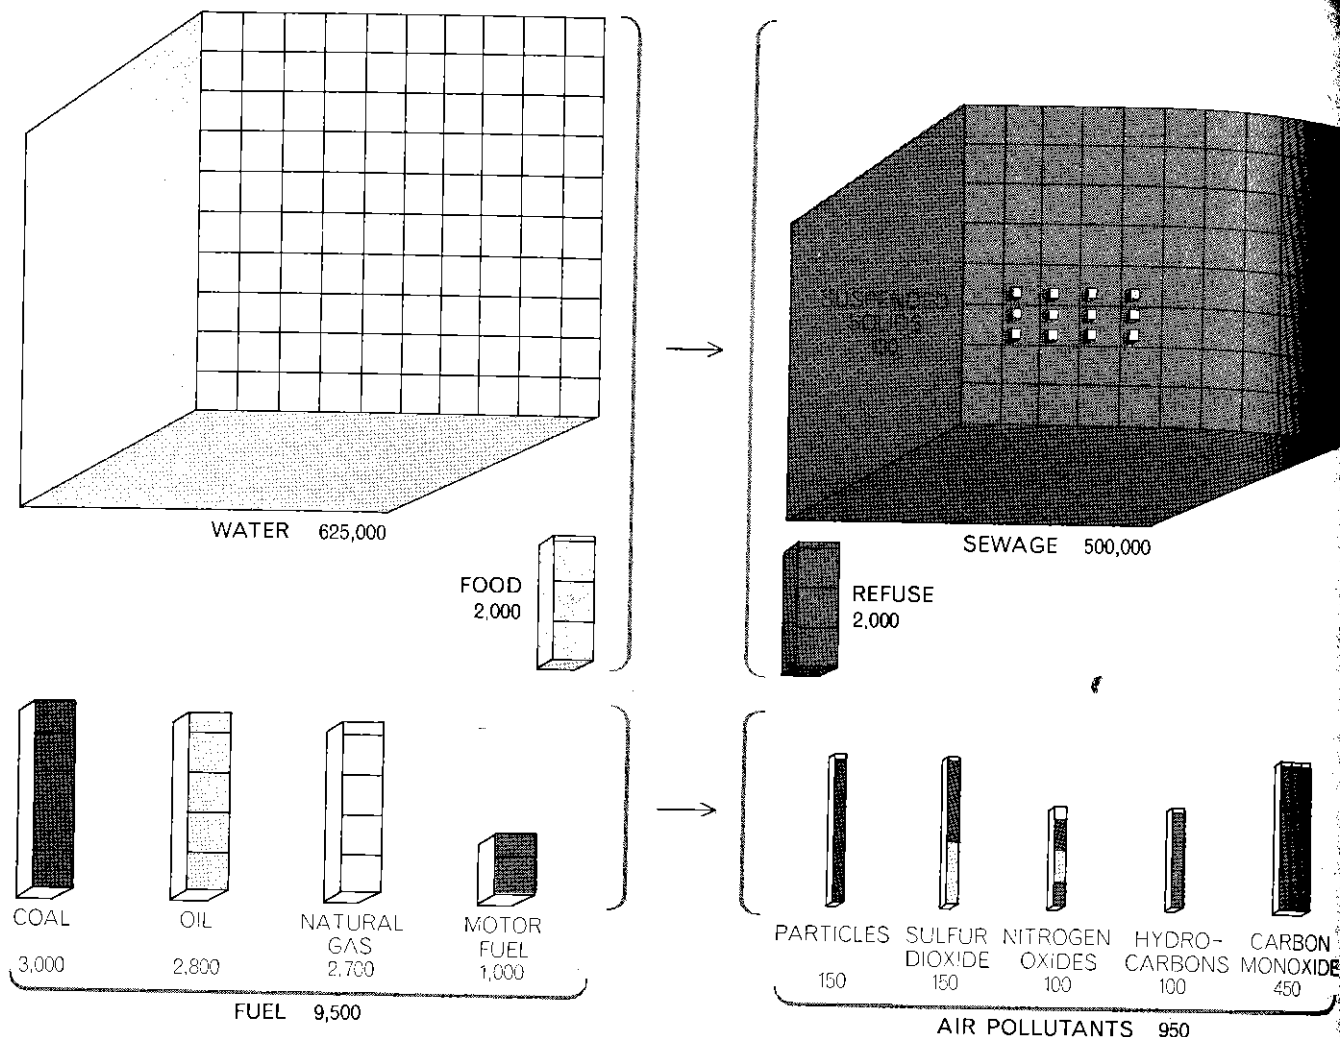 WATER 625,000
FOOD
2,000
SUSPENDED
SOLIDS
SEWAGE 500,000
REFUSE
2,000
COAL
3,000
OIL
2,800
NATURAL
GAS
2,700
MOTOR
FUEL
1,000
FUEL 9,500
PARTICLES
150
SULFUR
DIOXIDE
150
NITROGEN
OXIDES
100
HYDRO-
CARBONS
100
CARBON
MONOXIDE
450
AIR POLLUTANTS 950